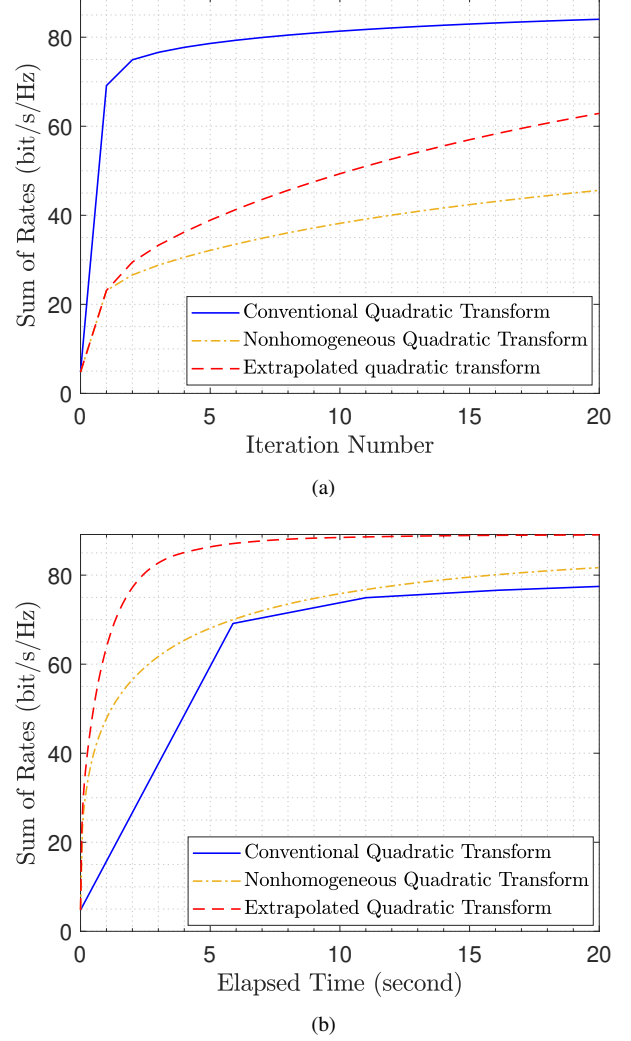 80
60
40
20
0
Sum of Rates (bit/s/Hz)
Conventional Quadratic Transform
Nonhomogeneous Quadratic Transform
Extrapolated quadratic transform
0 5 10 15 20
Iteration Number
(a)
80
60
40
20
0
Sum of Rates (bit/s/Hz)
Conventional Quadratic Transform
Nonhomogeneous Quadratic Transform
Extrapolated Quadratic Transform
0 5 10 15 20
Elapsed Time (second)
(b)